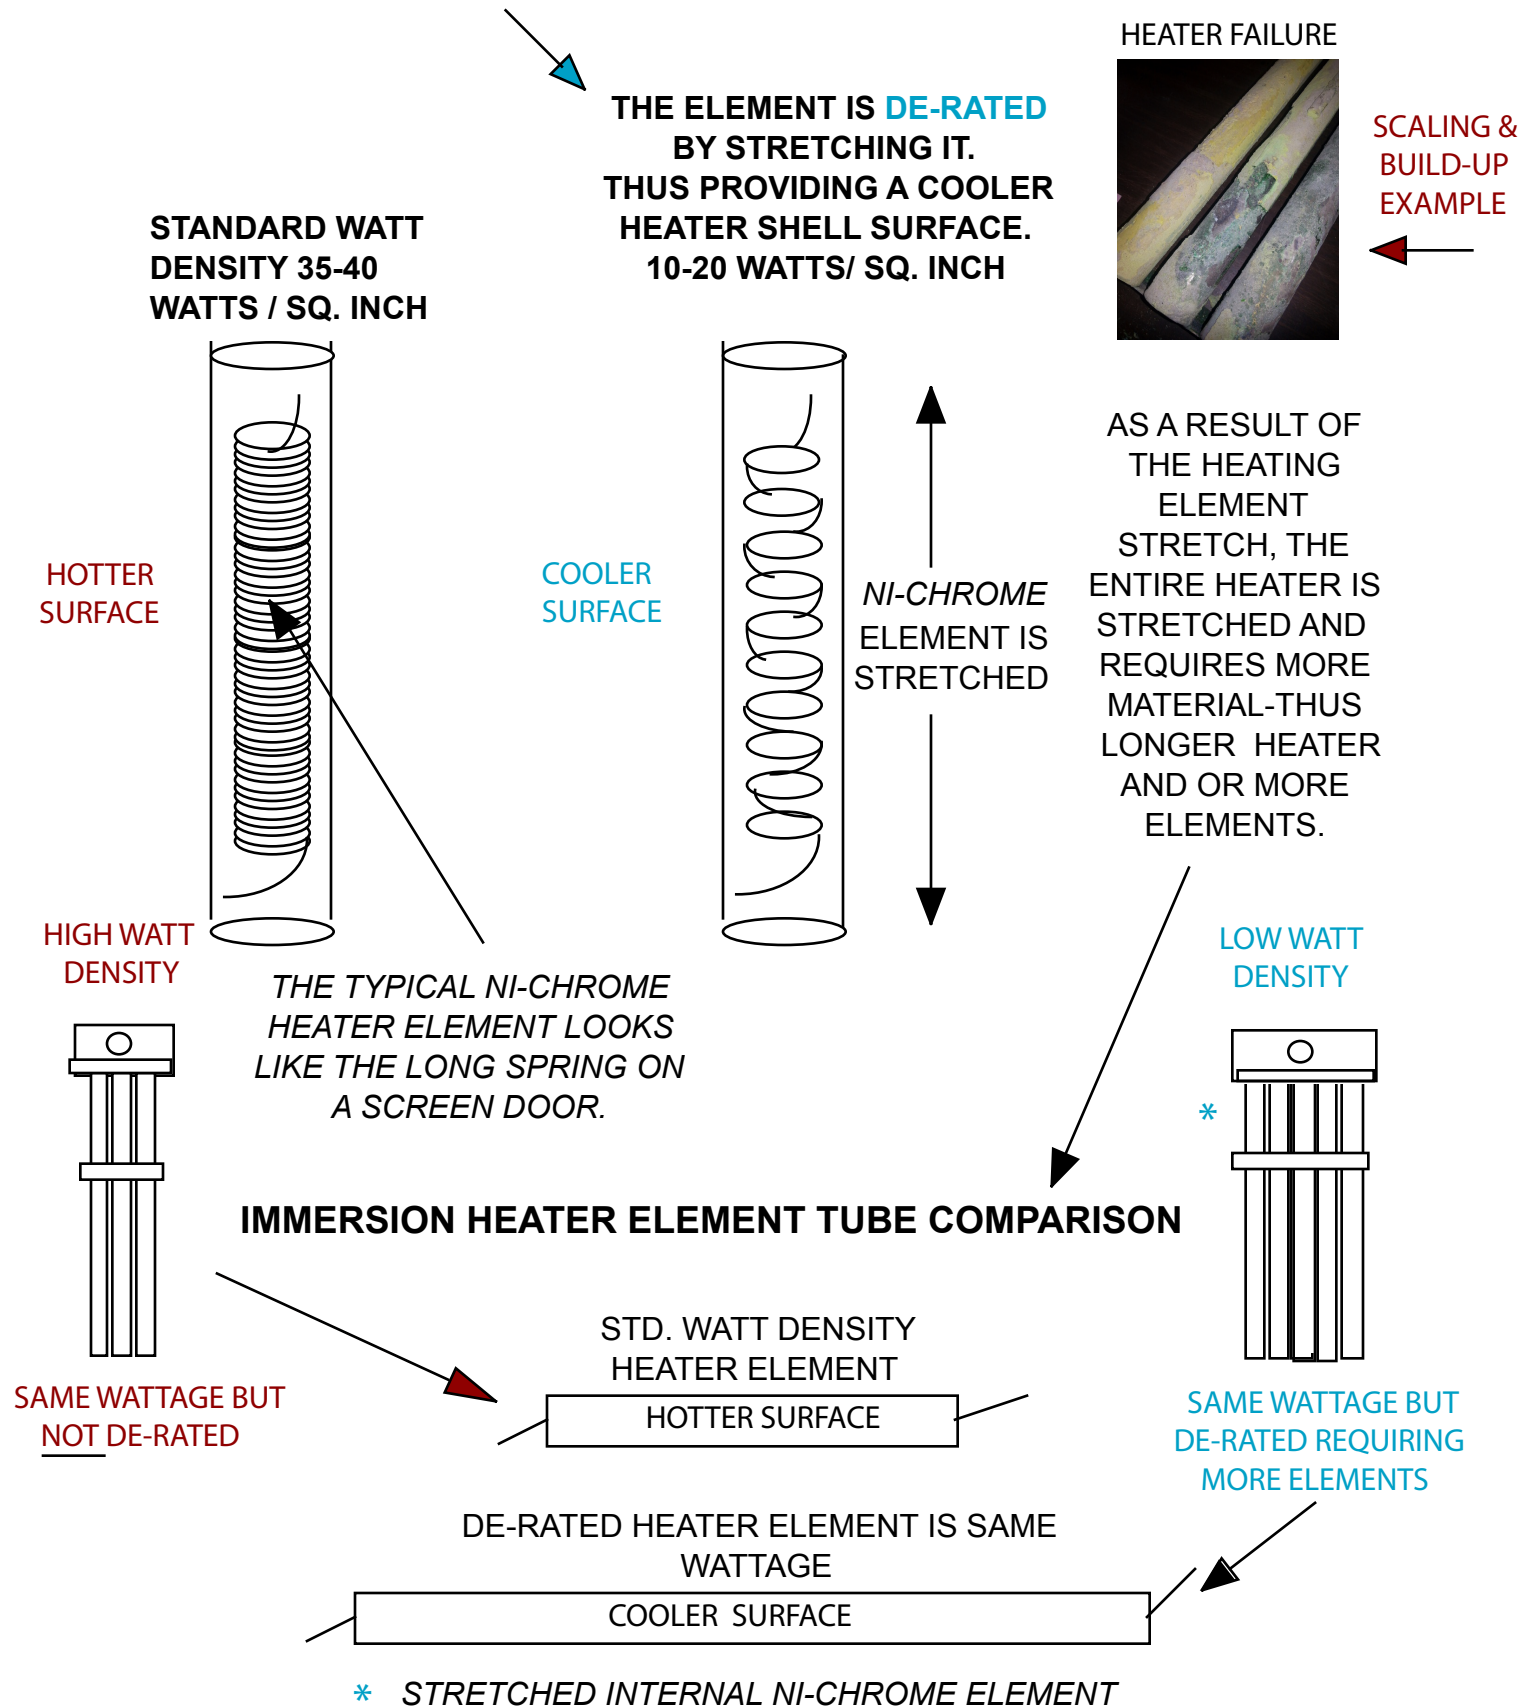 HEATER FAILURE
THE ELEMENT IS DE-RATED
BY STRETCHING IT.
THUS PROVIDING A COOLER
HEATER SHELL SURFACE.
10-20 WATTS/ SQ. INCH
SCALING &
BUILD-UP
EXAMPLE
STANDARD WATT
DENSITY 35-40
WATTS / SQ. INCH
HOTTER
SURFACE
COOLER
SURFACE
NI-CHROME
ELEMENT IS
STRETCHED
AS A RESULT OF
THE HEATING
ELEMENT
STRETCH, THE
ENTIRE HEATER IS
STRETCHED AND
REQUIRES MORE
MATERIAL-THUS
LONGER HEATER
AND OR MORE
ELEMENTS.
HIGH WATT
DENSITY
THE TYPICAL NI-CHROME
HEATER ELEMENT LOOKS
LIKE THE LONG SPRING ON
A SCREEN DOOR.
LOW WATT
DENSITY
*
IMMERSION HEATER ELEMENT TUBE COMPARISON
STD. WATT DENSITY
HEATER ELEMENT
HOTTER SURFACE
SAME WATTAGE BUT
NOT DE-RATED
SAME WATTAGE BUT
DE-RATED REQUIRING
MORE ELEMENTS
DE-RATED HEATER ELEMENT IS SAME
WATTAGE
COOLER SURFACE
* STRETCHED INTERNAL NI-CHROME ELEMENT